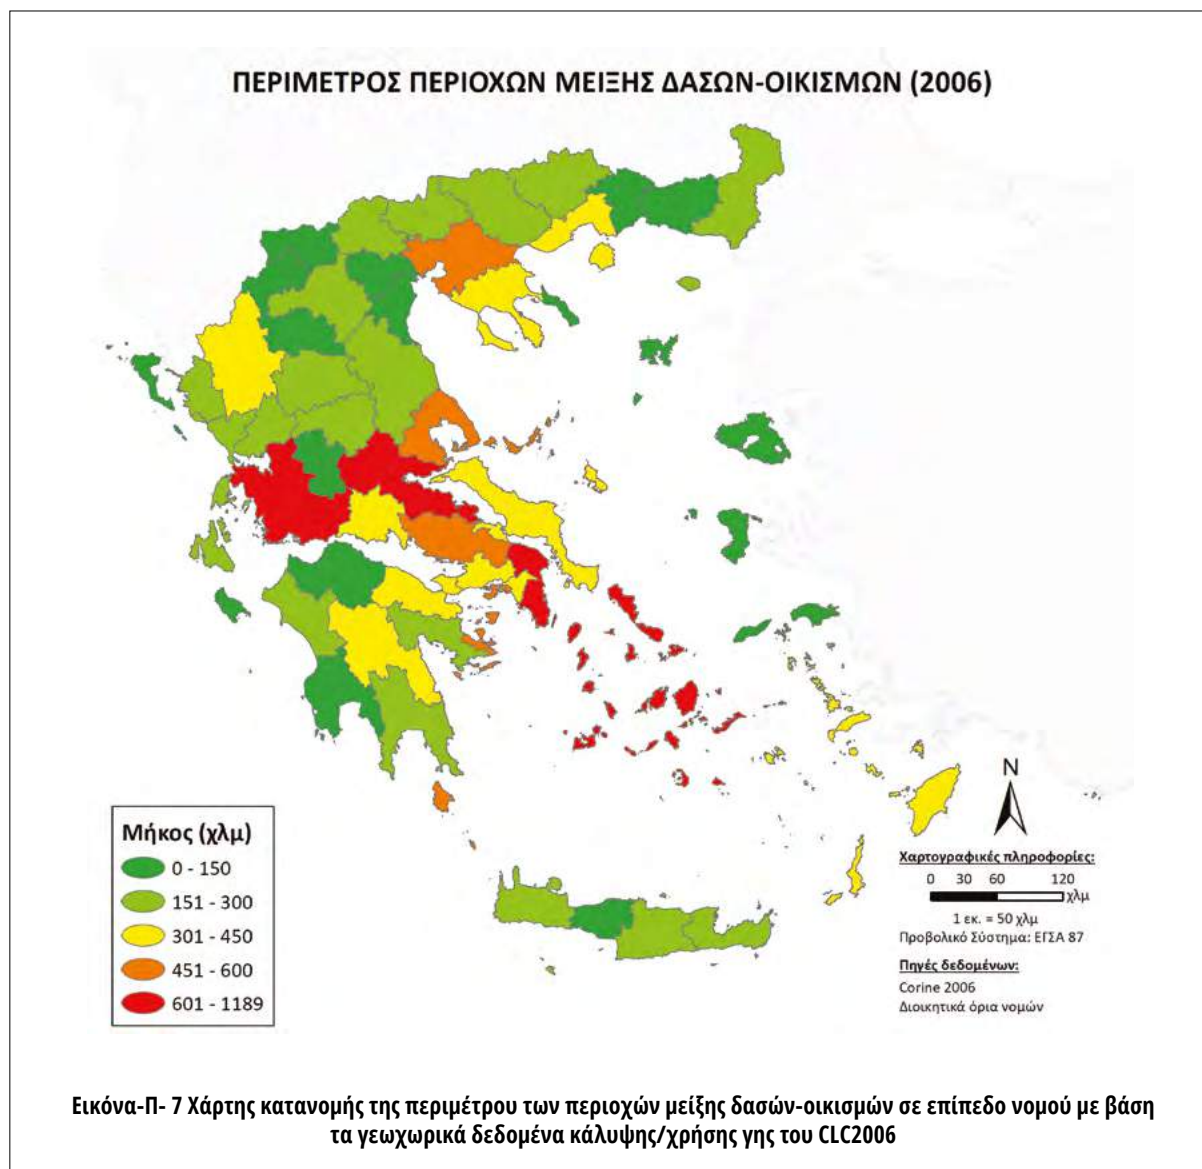 ΠΕΡΙΜΕΤΡΟΣ ΠΕΡΙΟΧΩΝ ΜΕΙΞΗΣ ΔΑΣΩΝ-ΟΙΚΙΣΜΩΝ (2006)
Μήκος (χλμ)
0 - 150
151 - 300
301 - 450
451 - 600
601 - 1189
N
Χαρτογραφικές πληροφορίες:
0 30 60 120
χλμ
1 εκ. = 50 χλμ
Προβολικό Σύστημα: ΕΓΣΑ 87
Πηγές δεδομένων:
Corine 2006
Διοικητικά όρια νομών
Εικόνα-Π- 7 Χάρτης κατανομής της περιμέτρου των περιοχών μείξης δασών-οικισμών σε επίπεδο νομού με βάση
τα γεωχωρικά δεδομένα κάλυψης/χρήσης γης του CLC2006